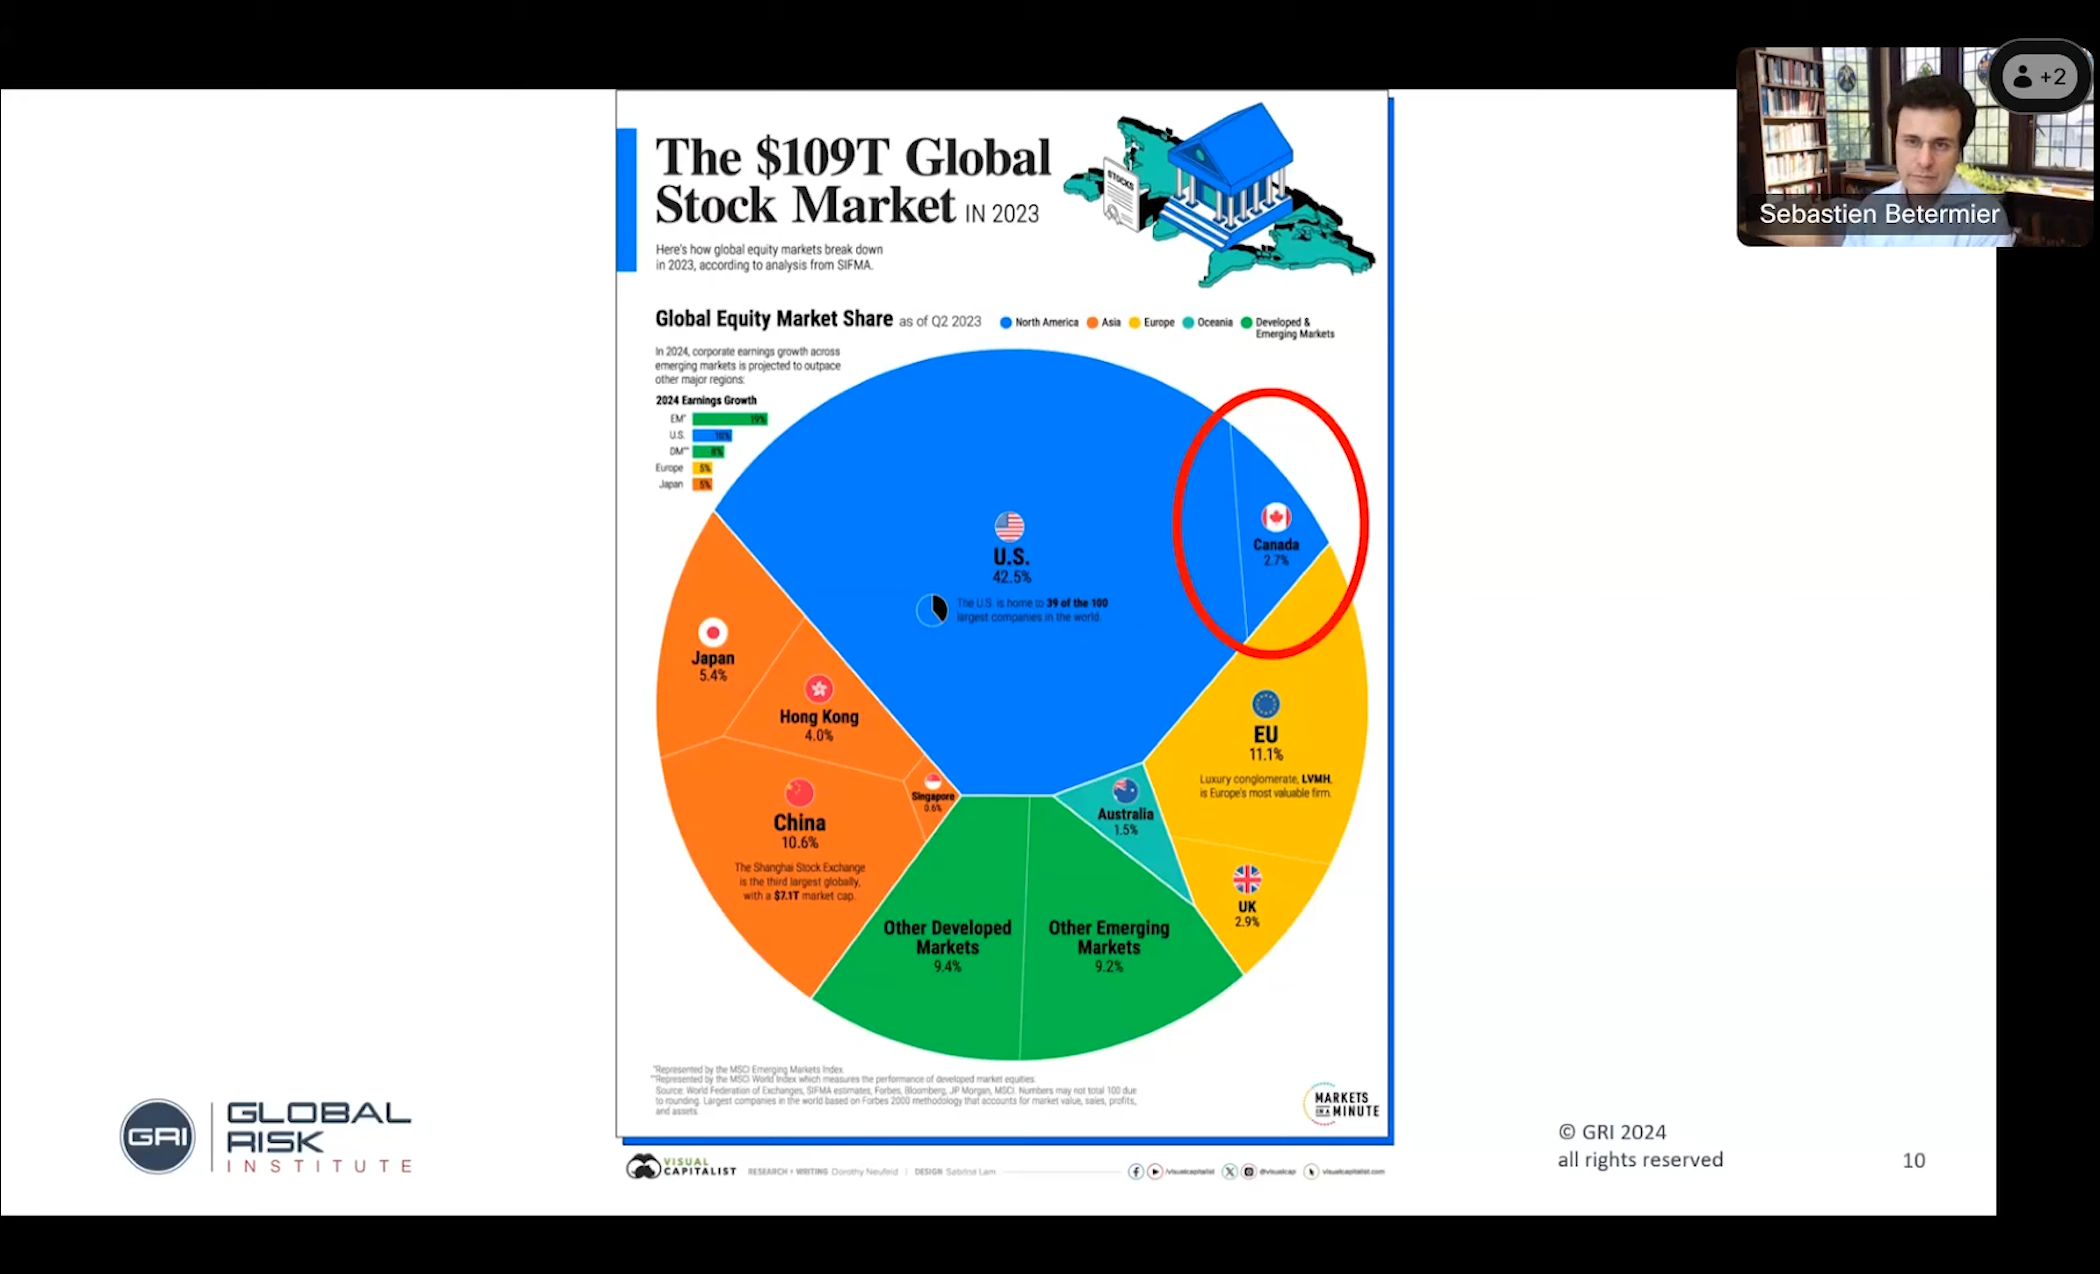 +2
Sebastien Betermier
The $109T Global
Stock Market IN 2023
Here's how global equity markets break down
in 2023, according to analysis from SIFMA.
STOCKS
Global Equity Market Share as of Q2 2023
North America
Asia
Europe
Oceania
Developed &
Emerging Markets
In 2024, corporate earnings growth across
emerging markets is projected to outpace
other major regions:
2024 Earnings Growth
EM* 19%
U.S. 10%
DM** 8%
Europe 5%
Japan 5%
U.S.
42.5%
The U.S. is home to 39 of the 100
largest companies in the world.
Canada
2.7%
Japan
5.4%
Hong Kong
4.0%
Singapore
0.6%
China
10.6%
The Shanghai Stock Exchange
is the third largest globally,
with a $7.1T market cap.
EU
11.1%
Luxury conglomerate, LVMH,
is Europe's most valuable firm.
Australia
1.5%
UK
2.9%
Other Developed
Markets
9.4%
Other Emerging
Markets
9.2%
*Represented by the MSCI Emerging Markets Index.
**Represented by the MSCI World Index which measures the performance of developed market equities.
Source: World Federation of Exchanges, SIFMA estimates, Forbes, Bloomberg, JP Morgan, MSCI. Numbers may not total 100 due
to rounding. Largest companies in the world based on Forbes 2000 methodology that accounts for market value, sales, profits,
and assets.
MARKETS
IN A MINUTE
VISUAL
CAPITALIST
RESEARCH + WRITING Dorothy Neufeld | DESIGN Sabrina Lam
/visualcapitalist
@visualcap
visualcapitalist.com
GRI
GLOBAL
RISK
INSTITUTE
© GRI 2024
all rights reserved
10